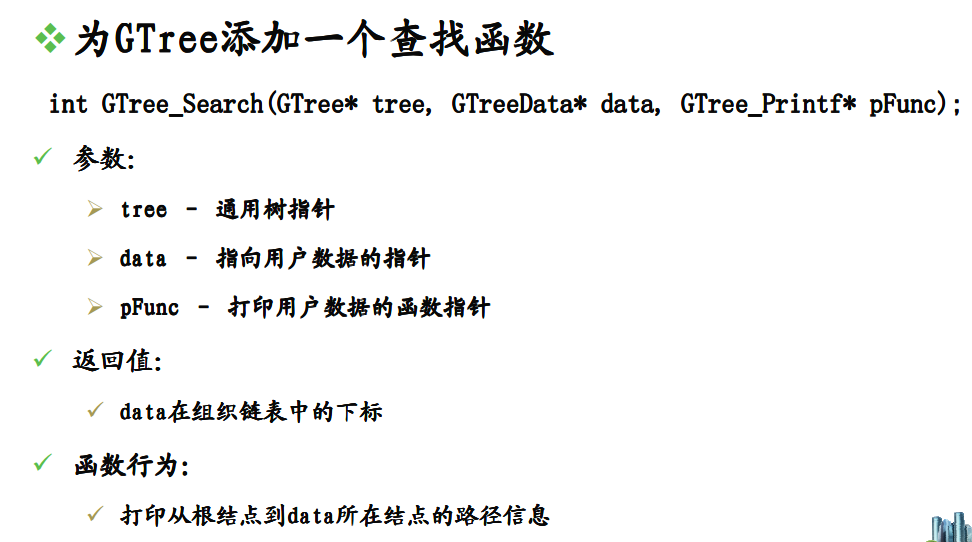 为GTree添加一个查找函数
int GTree_Search(GTree* tree, GTreeData* data, GTree_Printf* pFunc);
参数:
tree – 通用树指针
data – 指向用户数据的指针
pFunc – 打印用户数据的函数指针
返回值:
data在组织链表中的下标
函数行为:
打印从根结点到data所在结点的路径信息